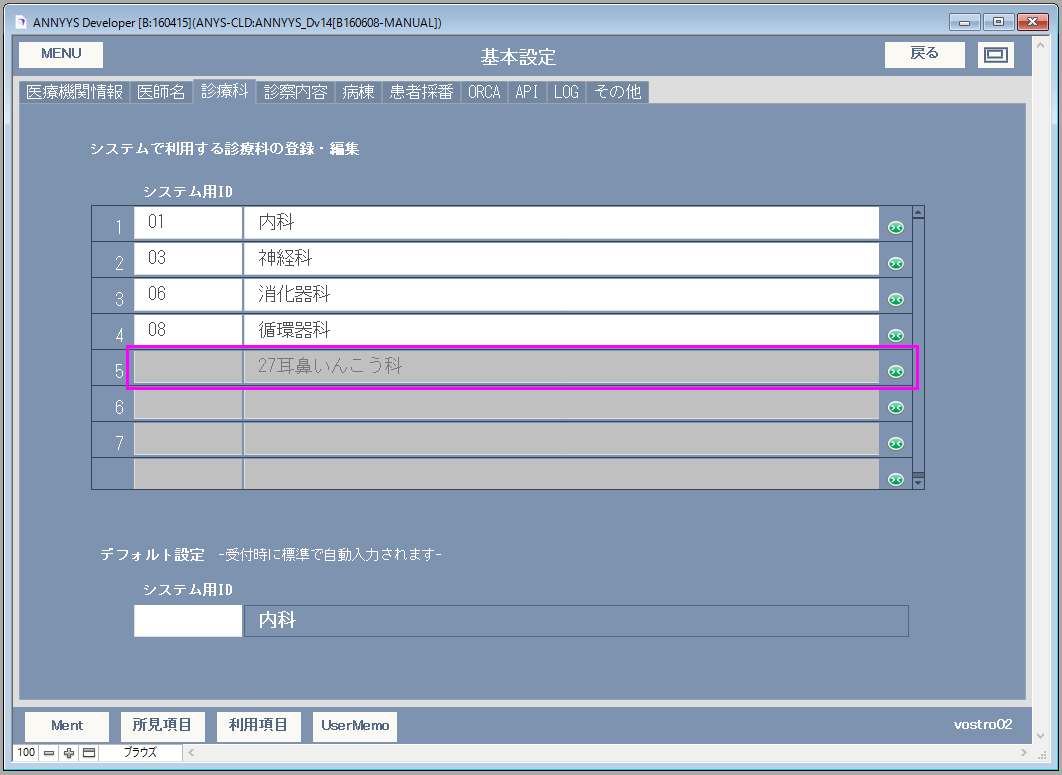 ANNYYS Developer [B:160415](ANYS-CLD:ANNYYS_Dv14[B160608-MANUAL])
MENU 基本設定 戻る
医療機関情報 医師名 診療科 診察内容 病棟 患者採番 ORCA API LOG その他
システムで利用する診療科の登録・編集
システム用ID
1 01 内科
2 03 神経科
3 06 消化器科
4 08 循環器科
5 27耳鼻いんこう科
6
7
デフォルト設定 -受付時に標準で自動入力されます-
システム用ID
内科
Ment 所見項目 利用項目 UserMemo vostro02
100 ブラウズ